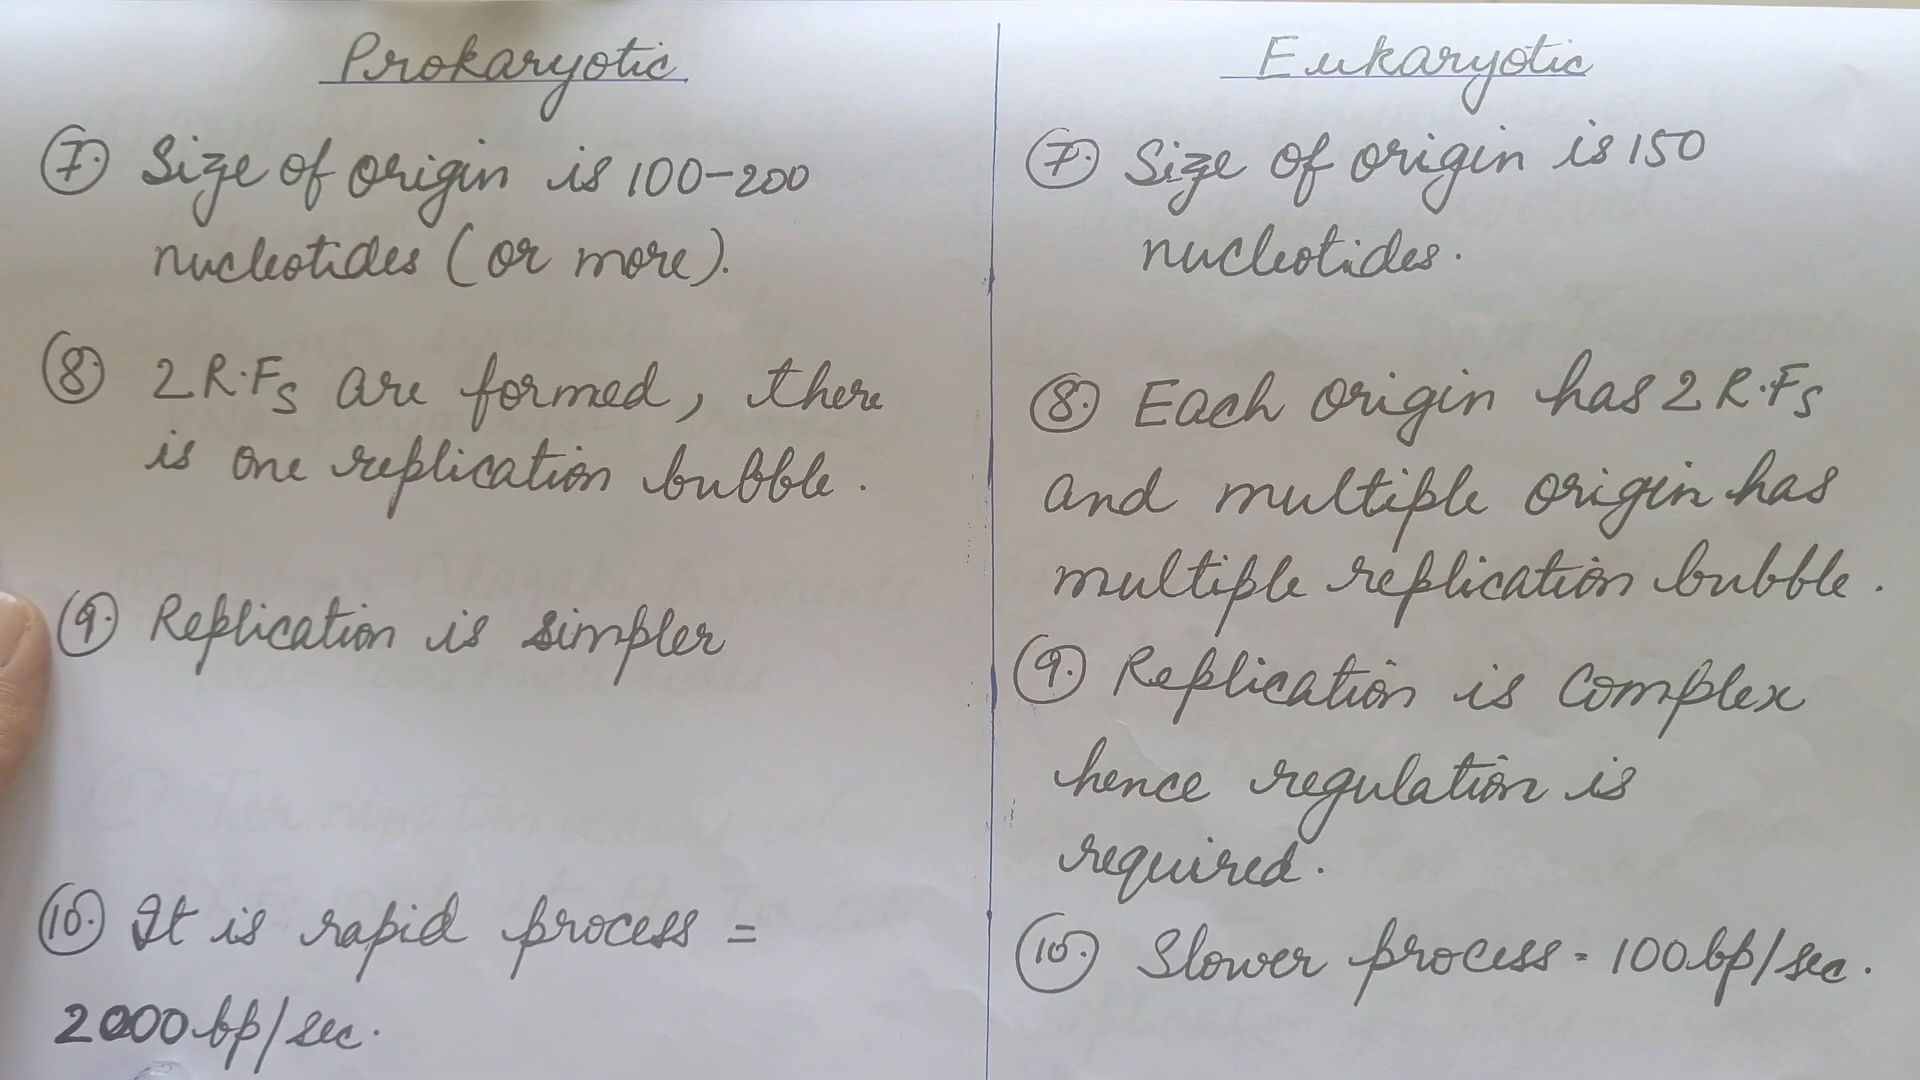 Prokaryotic
7. Size of origin is 100-200
nucleotides (or more).
8. 2 R.Fs are formed, there
is one replication bubble.
9. Replication is simpler
10. It is rapid process =
2000 bp/sec.
Eukaryotic
7. Size of origin is 150
nucleotides.
8. Each origin has 2 R.Fs
and multiple origin has
multiple replication bubble.
9. Replication is complex
hence regulation is
required.
10. Slower process = 100bp/sec.